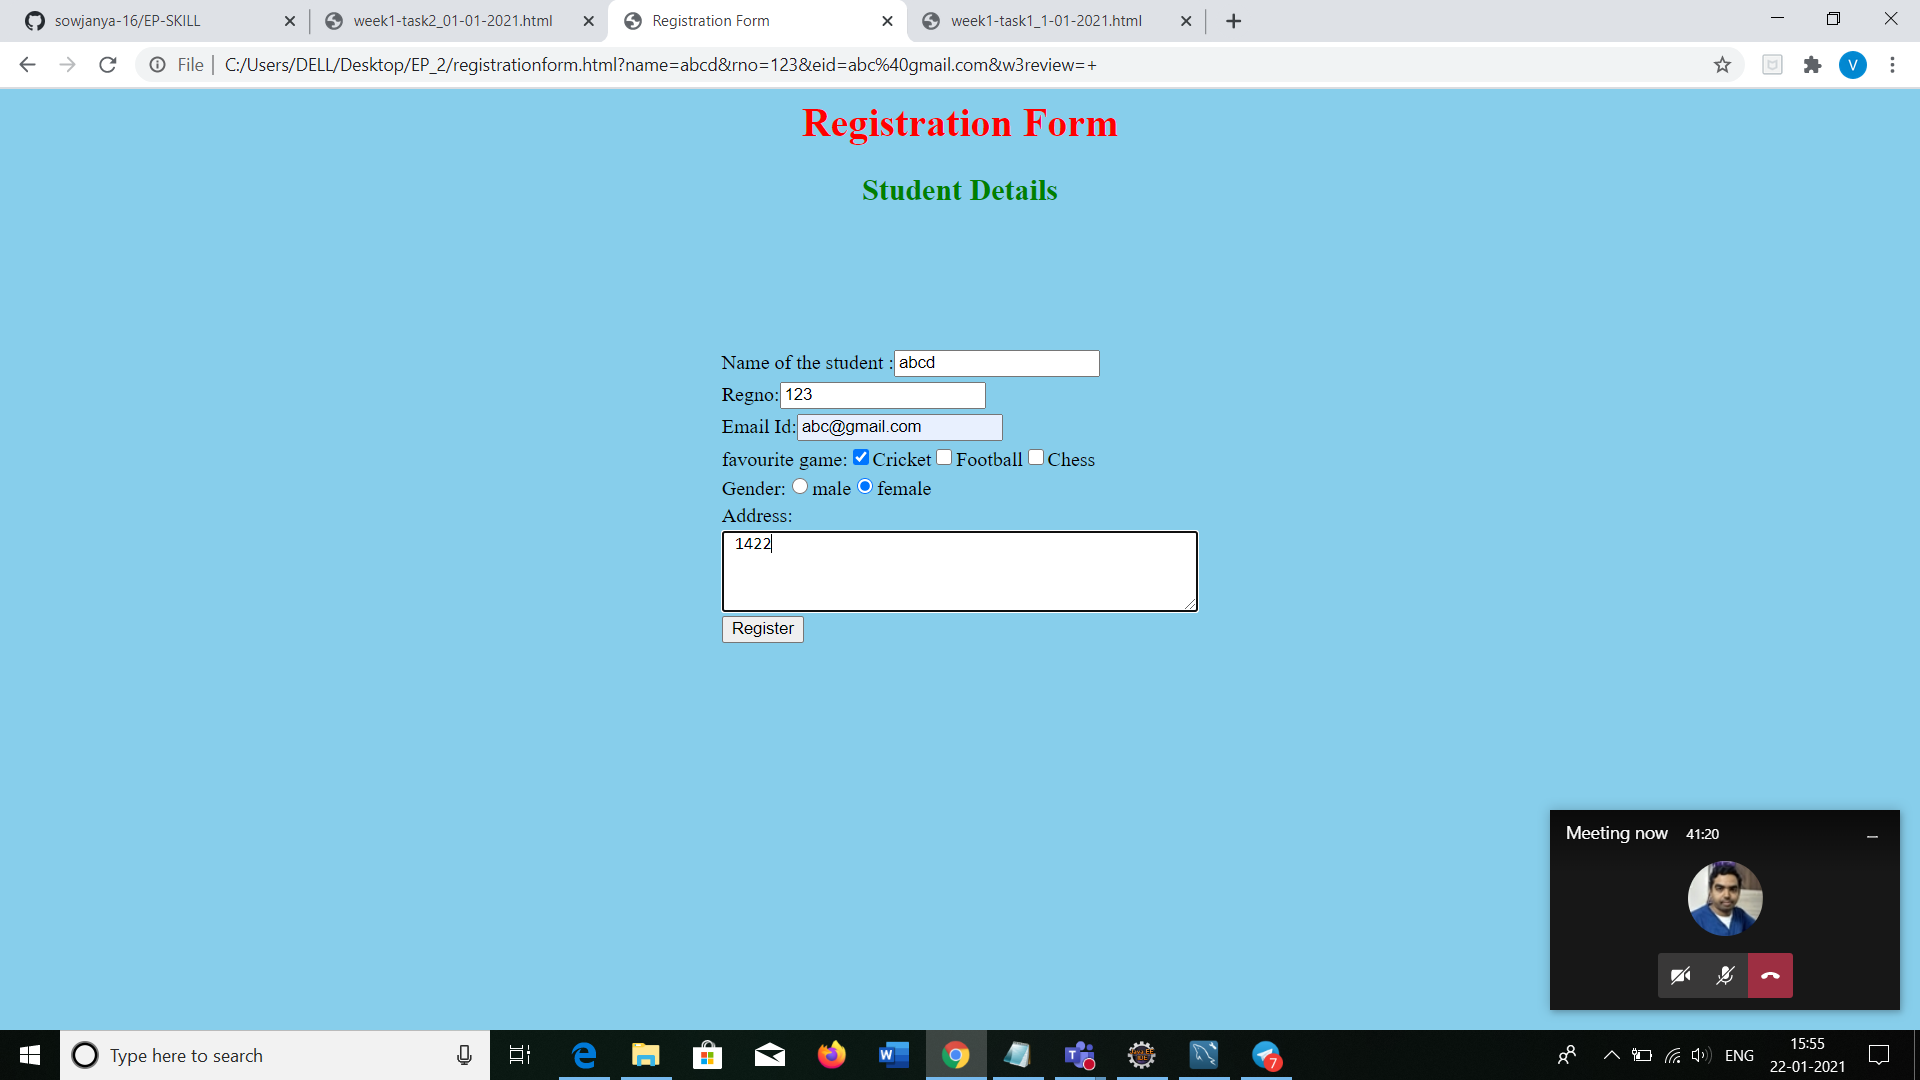 sowjanya-16/EP-SKILL
week1-task2_01-01-2021.html
Registration Form
week1-task1_1-01-2021.html
File
C:/Users/DELL/Desktop/EP_2/registrationform.html?name=abcd&rno=123&eid=abc%40gmail.com&w3review=+
V
Registration Form
Student Details
Name of the student : abcd
Regno: 123
Email Id: abc@gmail.com
favourite game: Cricket Football Chess
Gender: male female
Address:
1422
Register
Meeting now 41:20
Type here to search
7
ENG
15:55
22-01-2021